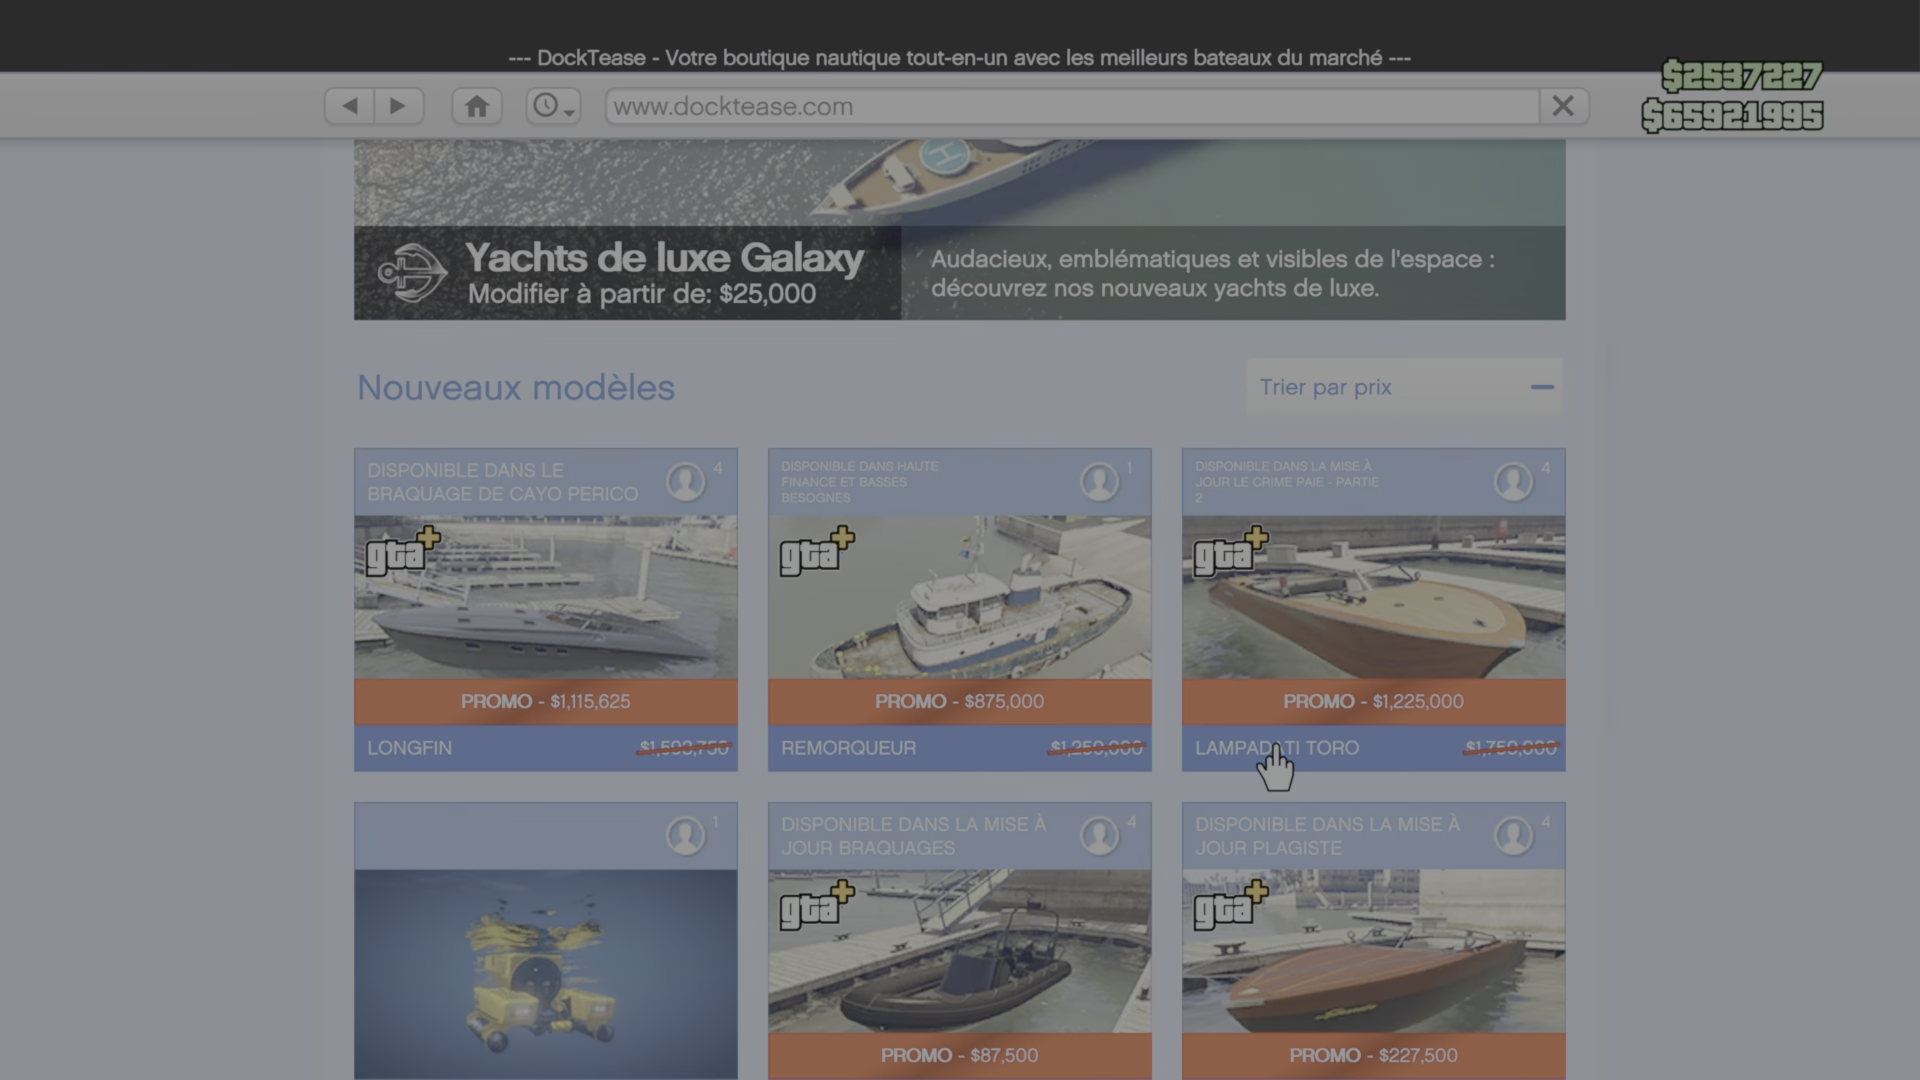 --- DockTease - Votre boutique nautique tout-en-un avec les meilleurs bateaux du marché ---
$2537227
$65921995
www.docktease.com
Yachts de luxe Galaxy
Modifier à partir de: $25,000
Audacieux, emblématiques et visibles de l'espace :
découvrez nos nouveaux yachts de luxe.
Nouveaux modèles
Trier par prix
DISPONIBLE DANS LE
BRAQUAGE DE CAYO PERICO
4
gta+
PROMO - $1,115,625
LONGFIN
$1,593,750
DISPONIBLE DANS HAUTE
FINANCE ET BASSES
BESOGNES
1
gta+
PROMO - $875,000
REMORQUEUR
$1,250,000
DISPONIBLE DANS LA MISE À
JOUR LE CRIME PAIE - PARTIE
2
4
gta+
PROMO - $1,225,000
LAMPADATI TORO
$1,750,000
1
DISPONIBLE DANS LA MISE À
JOUR BRAQUAGES
4
gta+
PROMO - $87,500
DISPONIBLE DANS LA MISE À
JOUR PLAGISTE
4
gta+
PROMO - $227,500